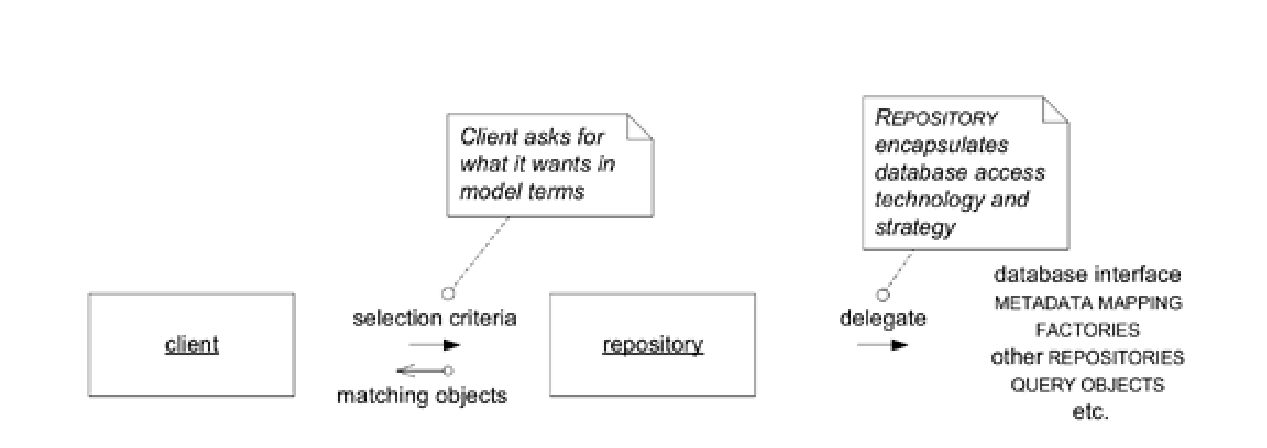 Client asks for
what it wants in
model terms
REPOSITORY
encapsulates
database access
technology and
strategy
client
selection criteria
matching objects
repository
delegate
database interface
METADATA MAPPING
FACTORIES
other REPOSITORIES
QUERY OBJECTS
etc.